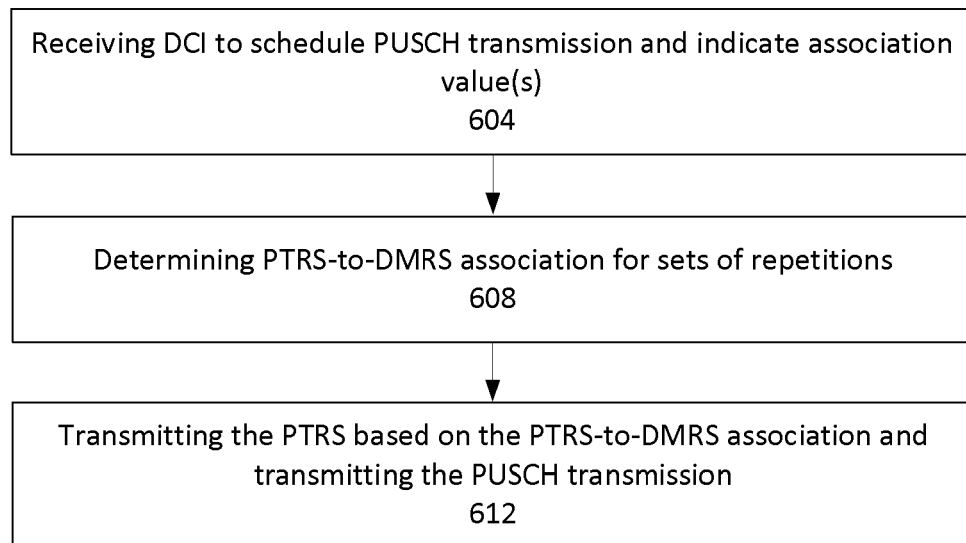 Receiving DCI to schedule PUSCH transmission and indicate association
value(s)
604
Determining PTRS-to-DMRS association for sets of repetitions
608
Transmitting the PTRS based on the PTRS-to-DMRS association and
transmitting the PUSCH transmission
612